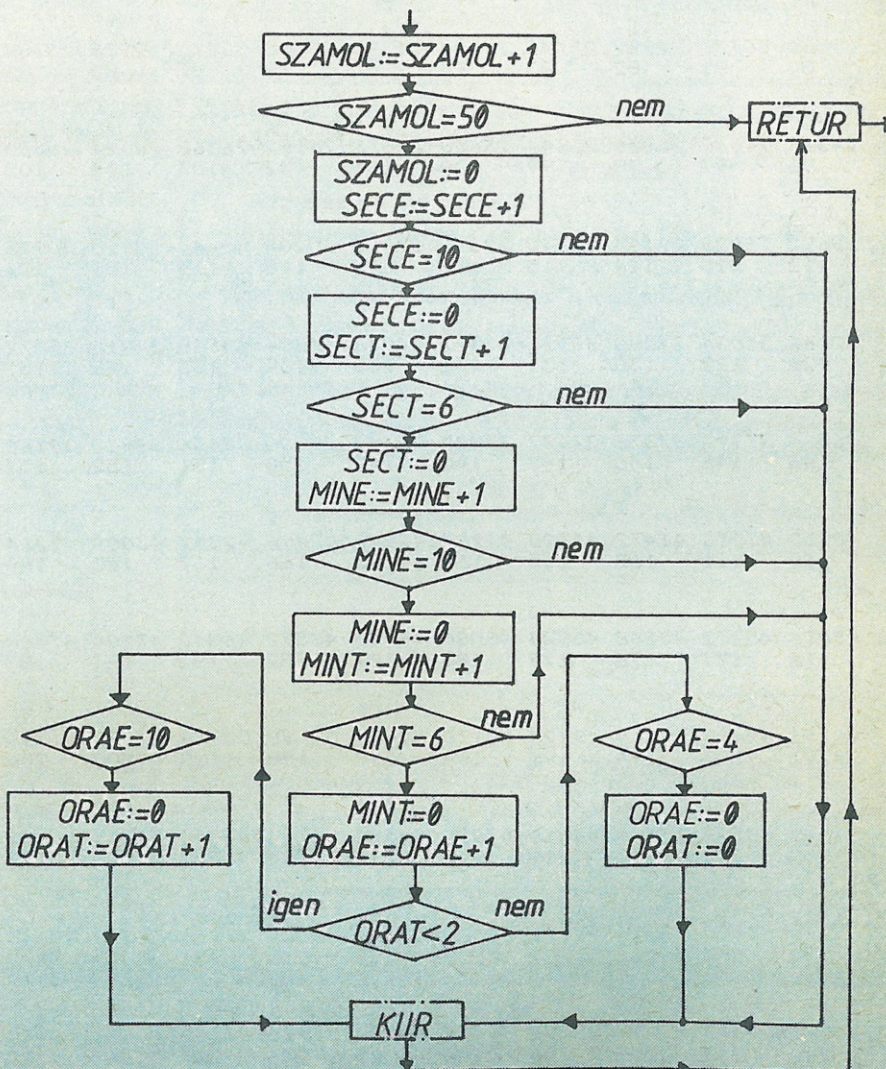 SZAMOL:=SZAMOL+1
SZAMOL=50
nem
RETUR
SZAMOL:=0
SECE:=SECE+1
SECE=10
nem
SECE:=0
SECT:=SECT+1
SECT=6
nem
SECT:=0
MINE:=MINE+1
MINE=10
nem
MINE:=0
MINT:=MINT+1
ORAE=10
MINT=6
nem
ORAE=4
ORAE:=0
ORAT:=ORAT+1
MINT:=0
ORAE:=ORAE+1
ORAE:=0
ORAT:=0
igen
ORAT<2
nem
KIIR